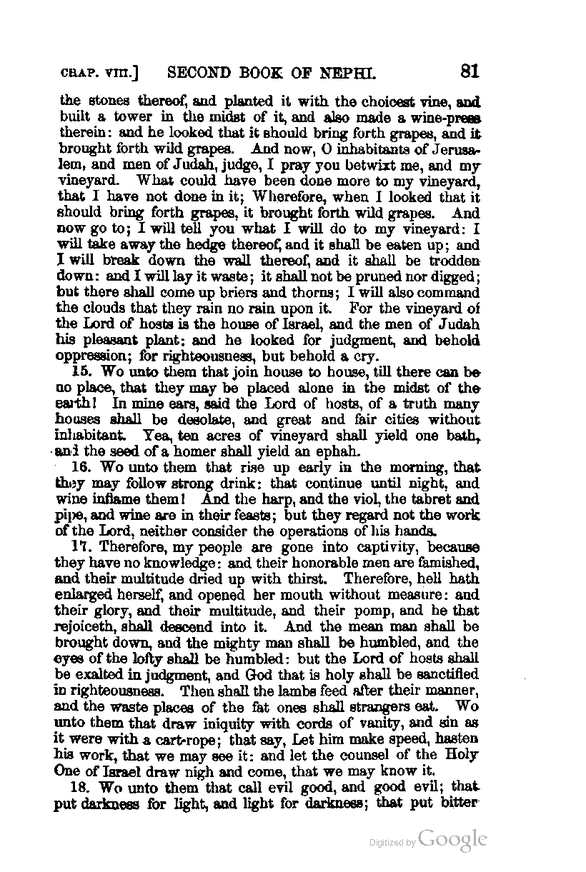 CHAP. VIII.] SECOND BOOK OF NEPHI. 81
the stones thereof, and planted it with the choicest vine, and
built a tower in the midst of it, and also made a wine-press
therein: and he looked that it should bring forth grapes, and it
brought forth wild grapes. And now, O inhabitants of Jerusa-
lem, and men of Judah, judge, I pray you betwixt me, and my
vineyard. What could have been done more to my vineyard,
that I have not done in it; Wherefore, when I looked that it
should bring forth grapes, it brought forth wild grapes. And
now go to; I will tell you what I will do to my vineyard: I
will take away the hedge thereof, and it shall be eaten up; and
I will break down the wall thereof, and it shall be trodden
down: and I will lay it waste; it shall not be pruned nor digged;
but there shall come up briers and thorns; I will also command
the clouds that they rain no rain upon it. For the vineyard of
the Lord of hosts is the house of Israel, and the men of Judah
his pleasant plant: and he looked for judgment, and behold
oppression; for righteousness, but behold a cry.
15. Wo unto them that join house to house, till there can be
no place, that they may be placed alone in the midst of the
earth! In mine ears, said the Lord of hosts, of a truth many
houses shall be desolate, and great and fair cities without
inhabitant. Yea, ten acres of vineyard shall yield one bath,
and the seed of a homer shall yield an ephah.
16. Wo unto them that rise up early in the morning, that
they may follow strong drink: that continue until night, and
wine inflame them! And the harp, and the viol, the tabret and
pipe, and wine are in their feasts; but they regard not the work
of the Lord, neither consider the operations of his hands.
17. Therefore, my people are gone into captivity, because
they have no knowledge: and their honorable men are famished,
and their multitude dried up with thirst. Therefore, hell hath
enlarged herself, and opened her mouth without measure: and
their glory, and their multitude, and their pomp, and he that
rejoiceth, shall descend into it. And the mean man shall be
brought down, and the mighty man shall be humbled, and the
eyes of the lofty shall be humbled: but the Lord of hosts shall
be exalted in judgment, and God that is holy shall be sanctified
in righteousness. Then shall the lambs feed after their manner,
and the waste places of the fat ones shall strangers eat. Wo
unto them that draw iniquity with cords of vanity, and sin as
it were with a cart-rope; that say, Let him make speed, hasten
his work, that we may see it: and let the counsel of the Holy
One of Israel draw nigh and come, that we may know it.
18. Wo unto them that call evil good, and good evil; that
put darkness for light, and light for darkness; that put bitter
Digitized by Google